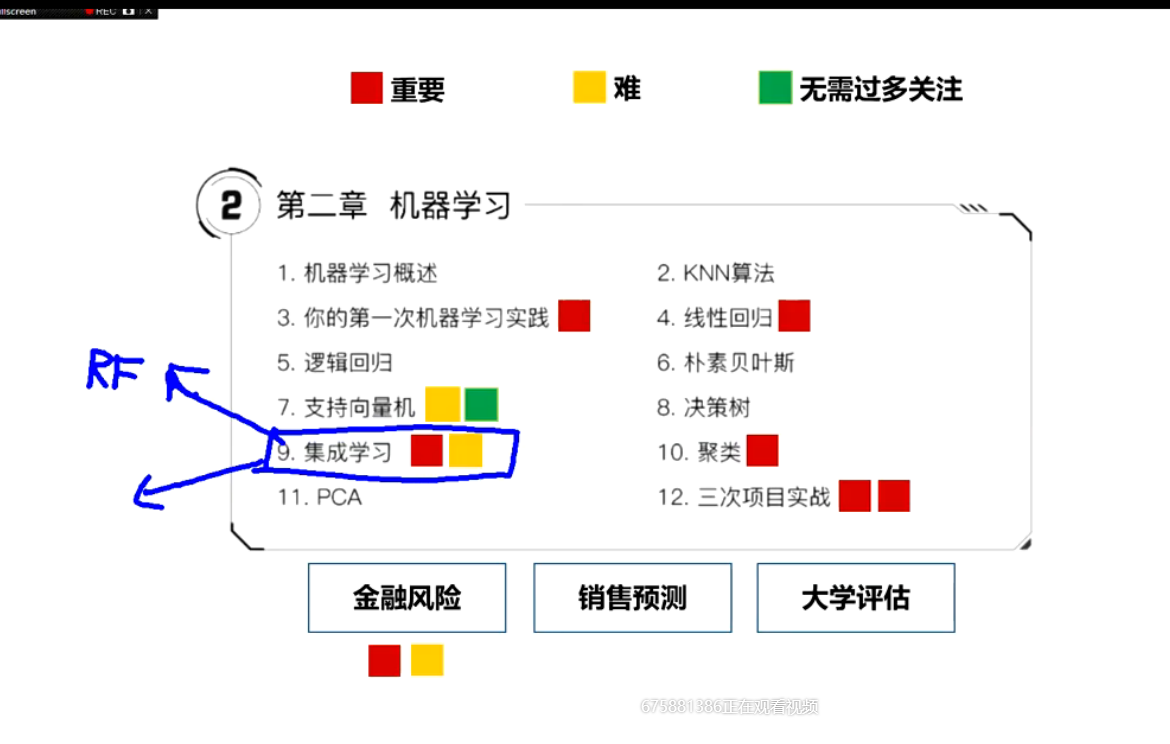 llscreen REC
重要 难 无需过多关注
2 第二章 机器学习
1. 机器学习概述 2. KNN算法
3. 你的第一次机器学习实践 4. 线性回归
5. 逻辑回归 6. 朴素贝叶斯
RF
7. 支持向量机 8. 决策树
9. 集成学习 10. 聚类
11. PCA 12. 三次项目实战
金融风险 销售预测 大学评估
675881386正在观看视频